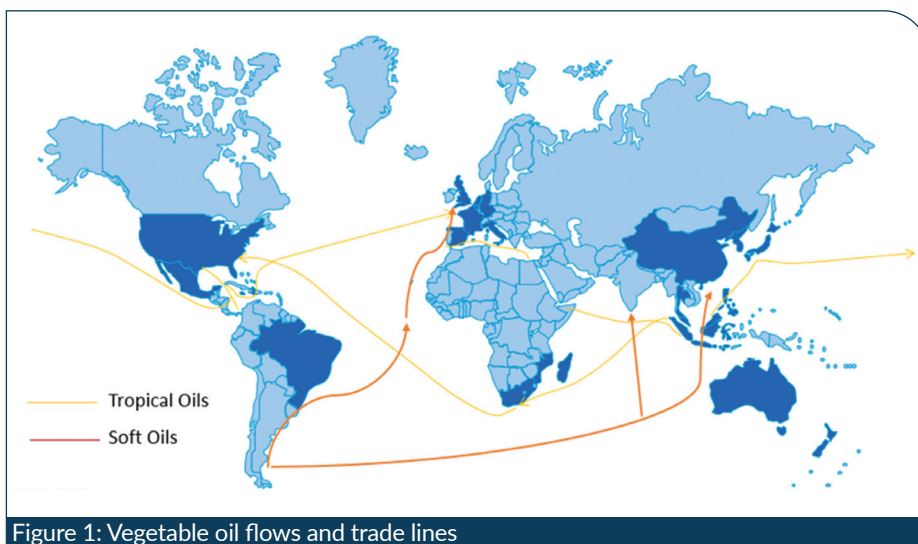 Tropical Oils
Soft Oils
Figure 1: Vegetable oil flows and trade lines